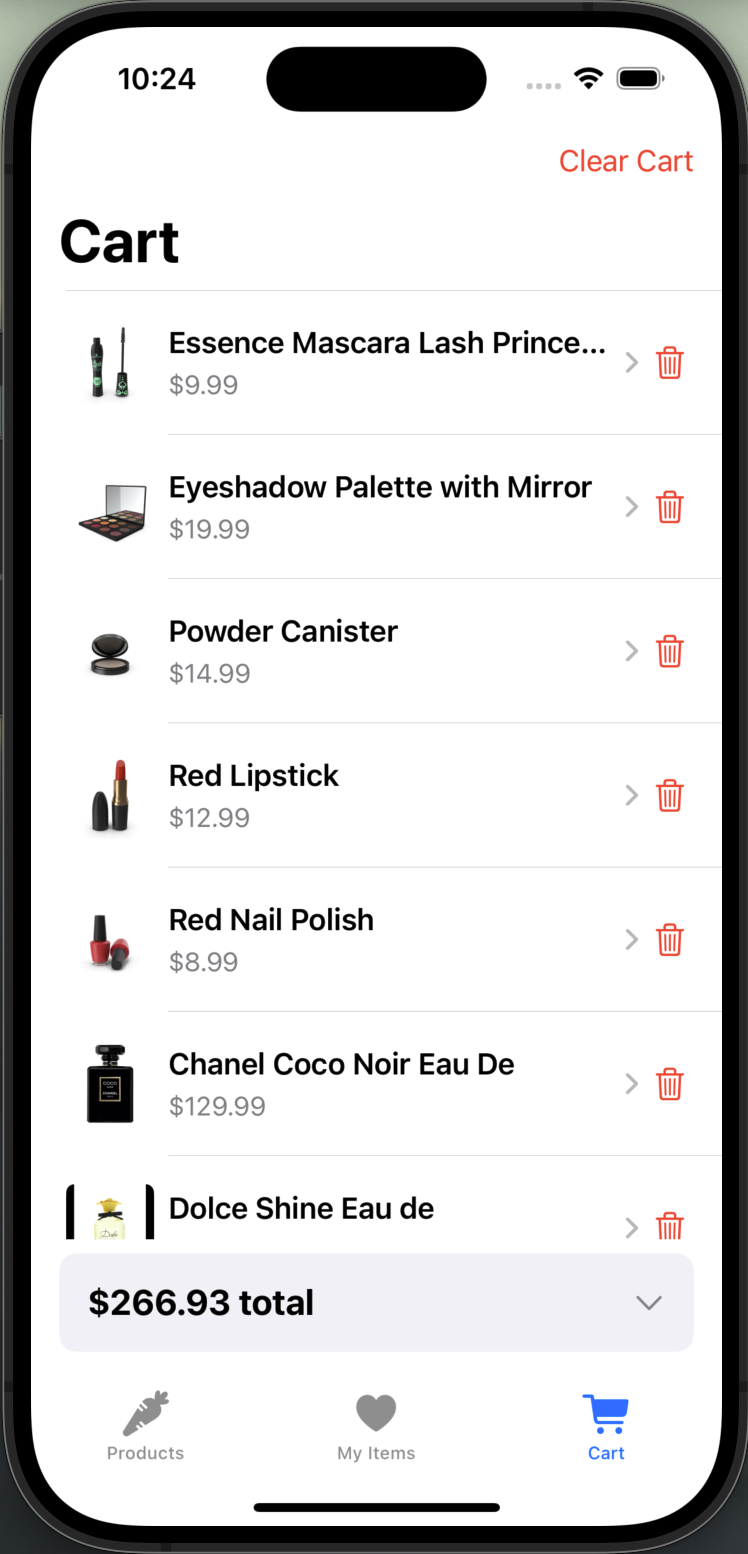 10:24
Clear Cart
Cart
Essence Mascara Lash Prince...
$9.99
Eyeshadow Palette with Mirror
$19.99
Powder Canister
$14.99
Red Lipstick
$12.99
Red Nail Polish
$8.99
COCO
CHANEL
Chanel Coco Noir Eau De
$129.99
Dolce Shine Eau de
$266.93 total
Products
My Items
Cart